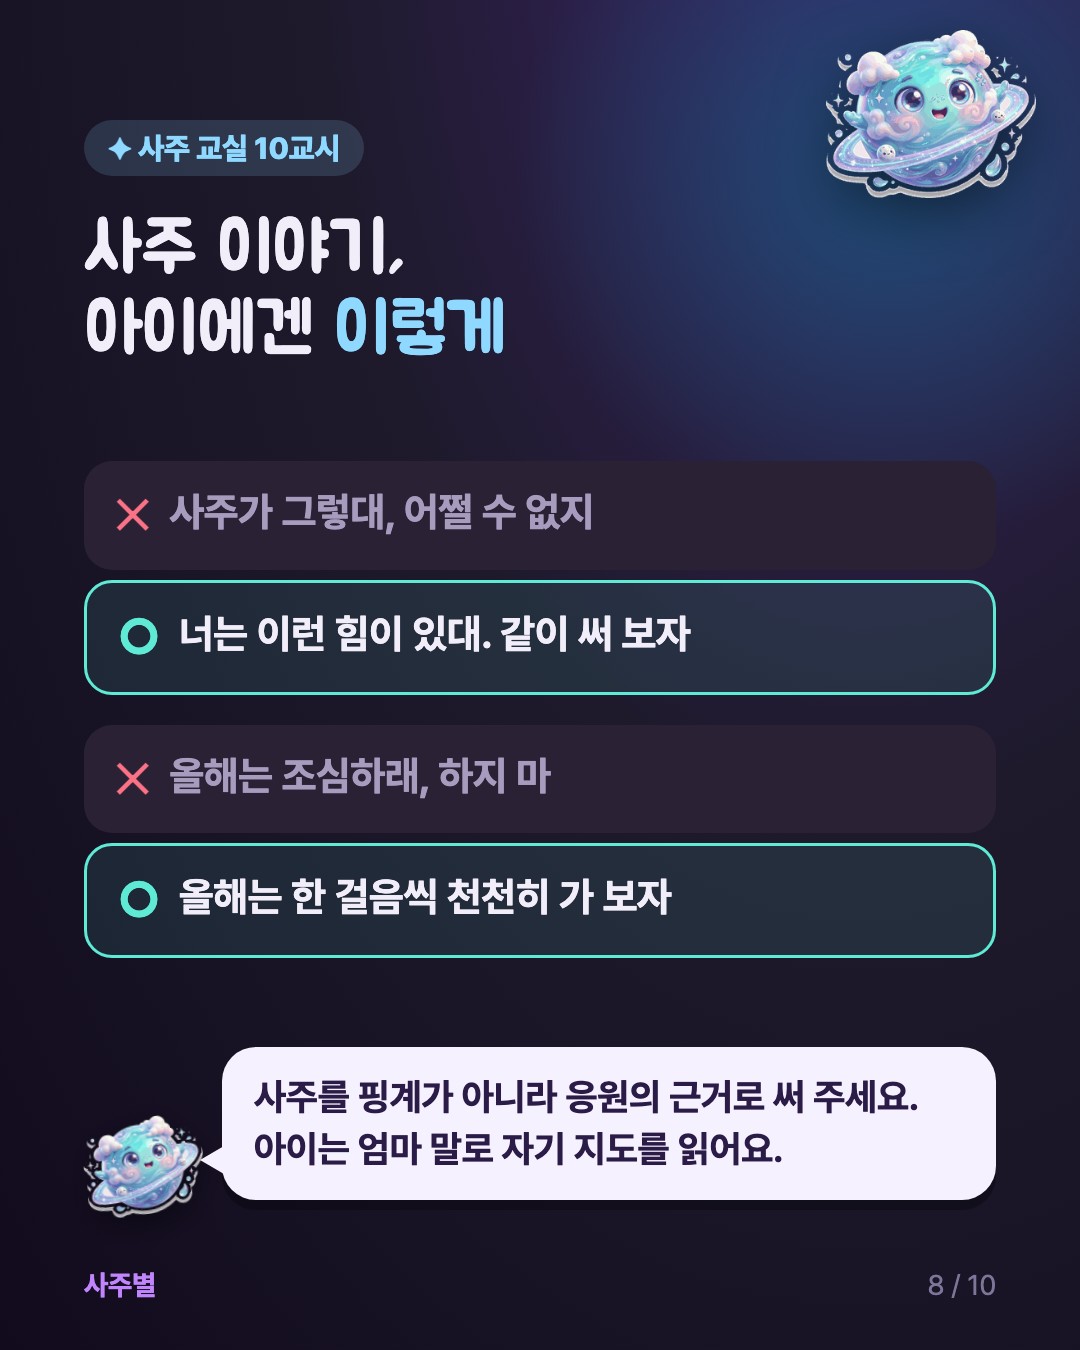 사주 교실 10교시
사주 이야기,
아이에겐 이렇게
사주가 그렇대, 어쩔 수 없지
너는 이런 힘이 있대. 같이 써 보자
올해는 조심하래, 하지 마
올해는 한 걸음씩 천천히 가 보자
사주를 핑계가 아니라 응원의 근거로 써 주세요.
아이는 엄마 말로 자기 지도를 읽어요.
사주별
8 / 10